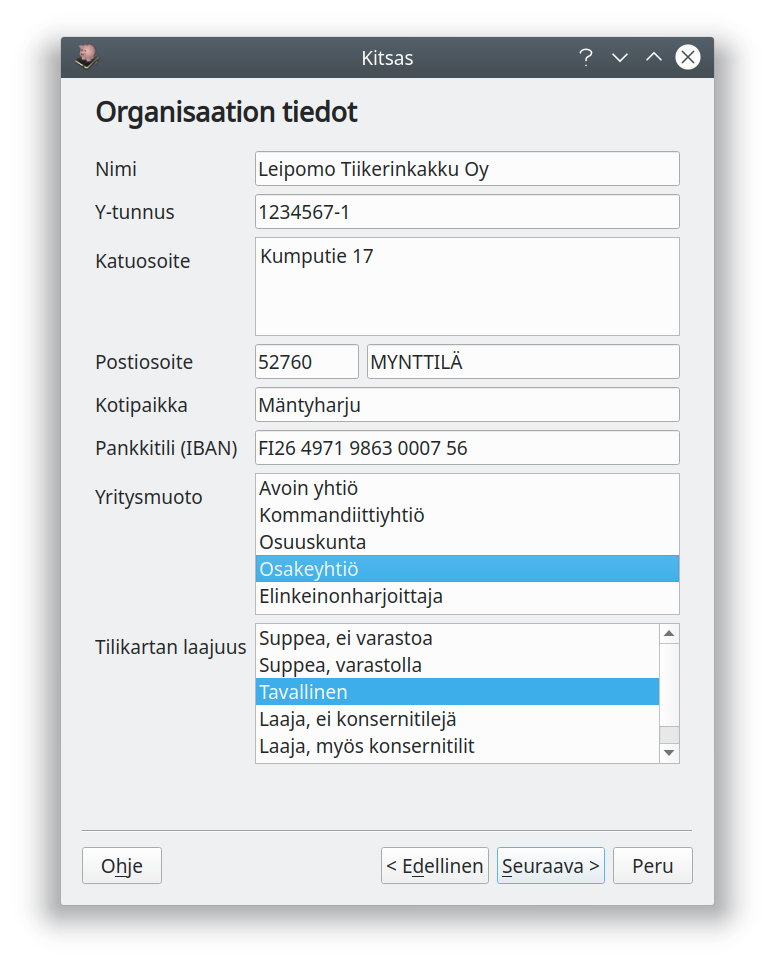 Kitsas
Organisaation tiedot
Nimi Leipomo Tiikerinkakku Oy
Y-tunnus 1234567-1
Katuosoite Kumputie 17
Postiosoite 52760 MYNTTILÄ
Kotipaikka Mäntyharju
Pankkitili (IBAN) FI26 4971 9863 0007 56
Yritysmuoto Avoin yhtiö
Kommandiittiyhtiö
Osuuskunta
Osakeyhtiö
Elinkeinonharjoittaja
Tilikartan laajuus Suppea, ei varastoa
Suppea, varastolla
Tavallinen
Laaja, ei konsernitilejä
Laaja, myös konsernitilit
Ohje < Edellinen Seuraava > Peru